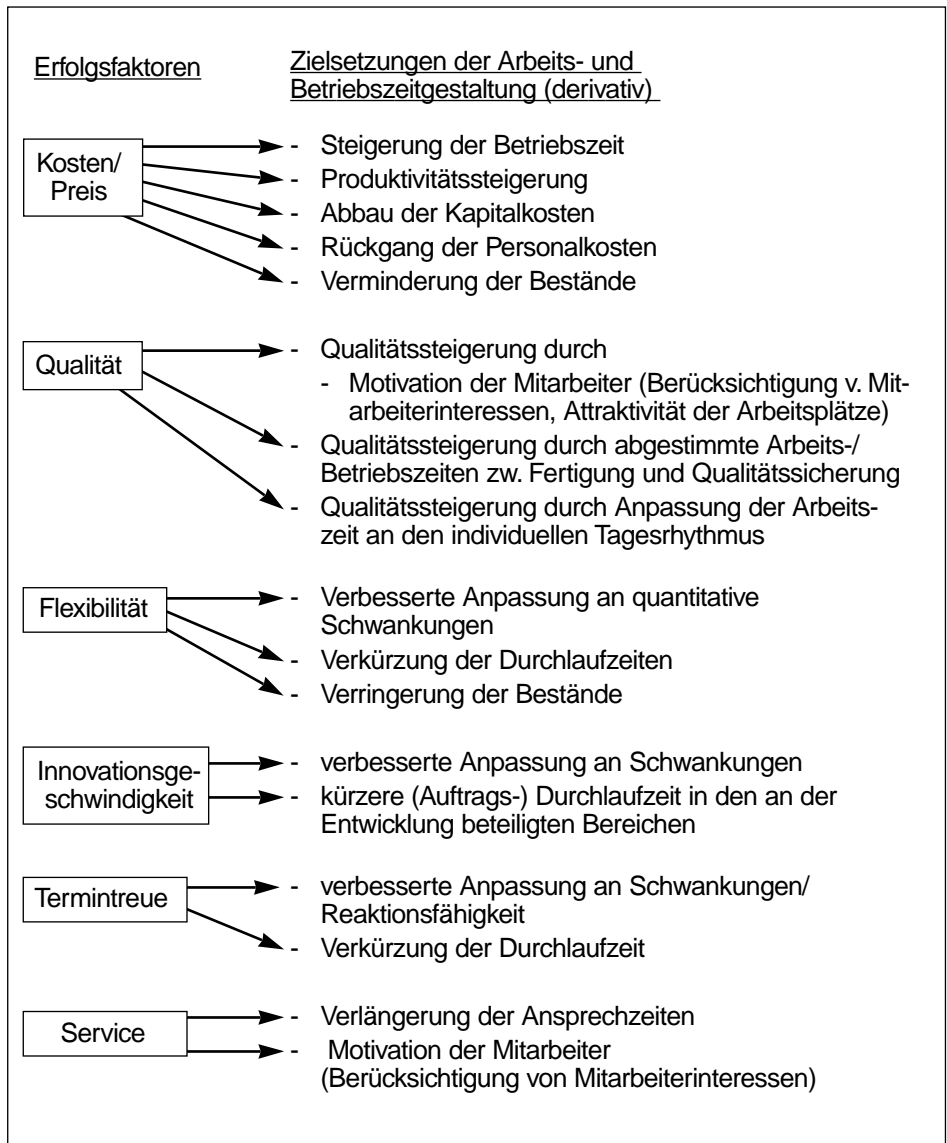 Erfolgsfaktoren
Zielsetzungen der Arbeits- und
Betriebszeitgestaltung (derivativ)
Kosten/
Preis
- Steigerung der Betriebszeit
- Produktivitätssteigerung
- Abbau der Kapitalkosten
- Rückgang der Personalkosten
- Verminderung der Bestände
Qualität
- Qualitätssteigerung durch
- Motivation der Mitarbeiter (Berücksichtigung v. Mit-
arbeiterinteressen, Attraktivität der Arbeitsplätze)
- Qualitätssteigerung durch abgestimmte Arbeits-/
Betriebszeiten zw. Fertigung und Qualitätssicherung
- Qualitätssteigerung durch Anpassung der Arbeits-
zeit an den individuellen Tagesrhythmus
Flexibilität
- Verbesserte Anpassung an quantitative
Schwankungen
- Verkürzung der Durchlaufzeiten
- Verringerung der Bestände
Innovationsge-
schwindigkeit
- verbesserte Anpassung an Schwankungen
- kürzere (Auftrags-) Durchlaufzeit in den an der
Entwicklung beteiligten Bereichen
Termintreue
- verbesserte Anpassung an Schwankungen/
Reaktionsfähigkeit
- Verkürzung der Durchlaufzeit
Service
- Verlängerung der Ansprechzeiten
- Motivation der Mitarbeiter
(Berücksichtigung von Mitarbeiterinteressen)